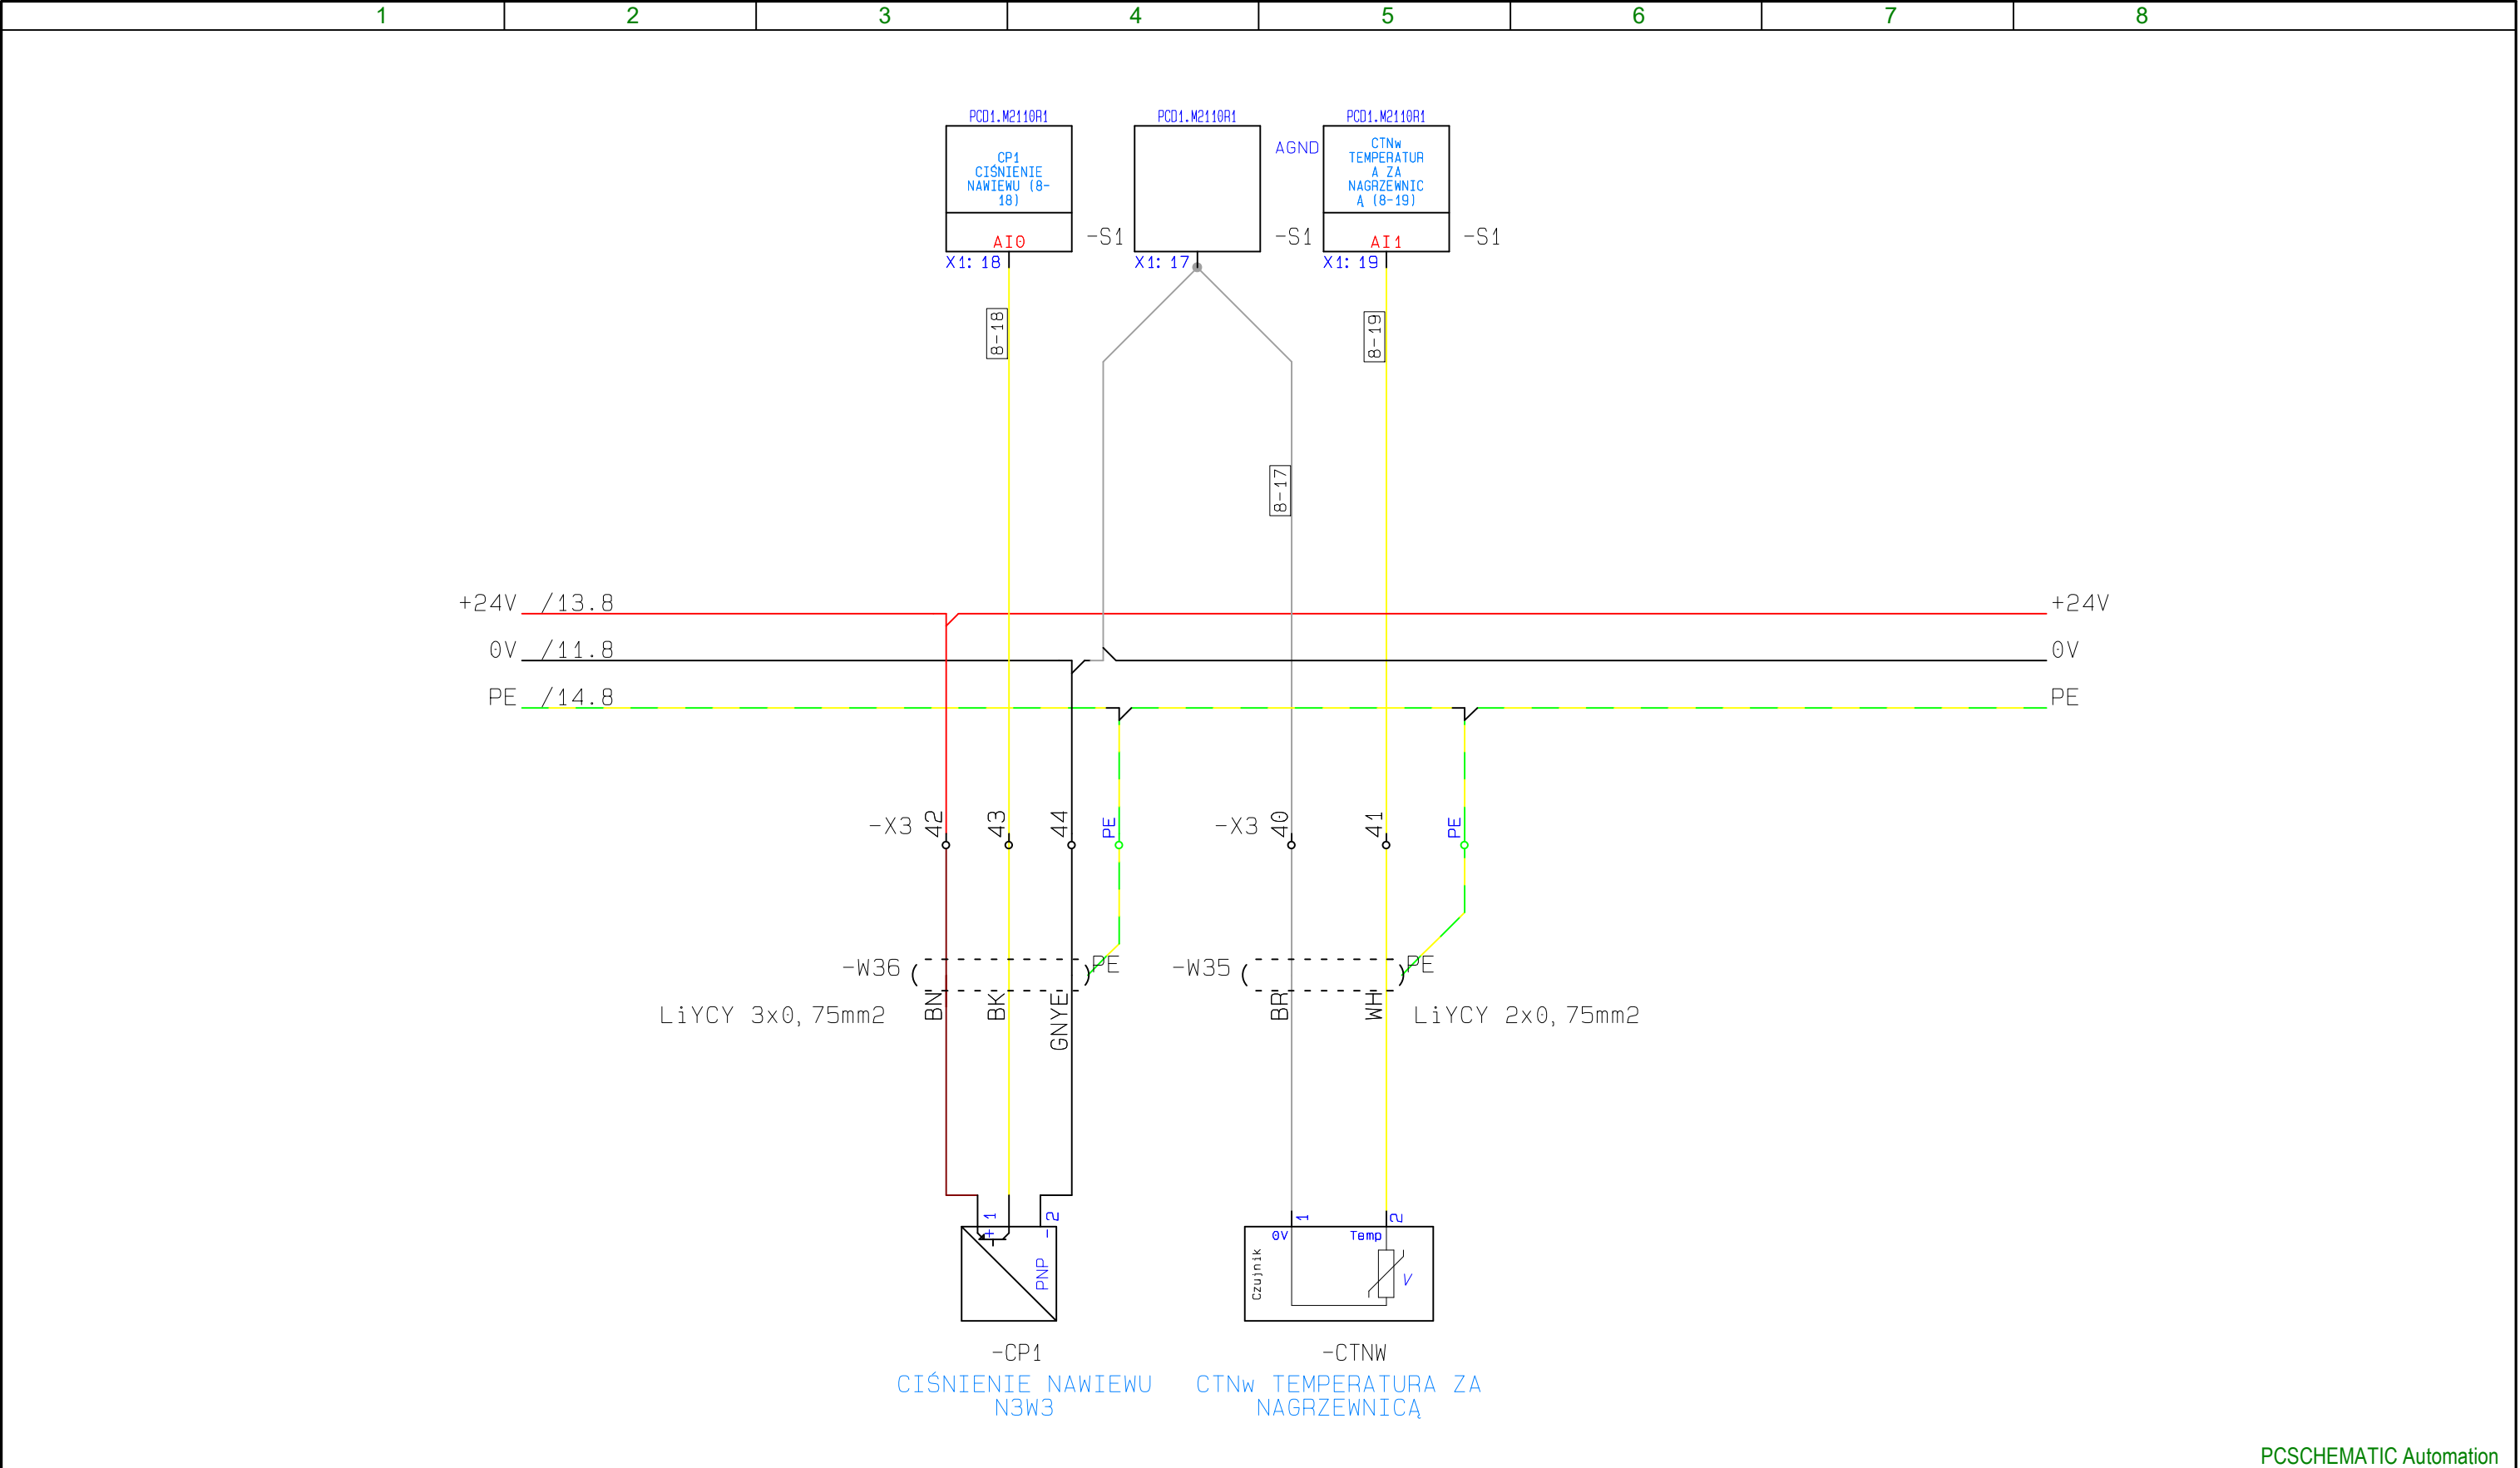 1 2 3 4 5 6 7 8
PCD1.M2110R1 PCD1.M2110R1 PCD1.M2110R1
CP1
CIŚNIENIE
NAWIEWU (8-
18)
AI0
-S1
X1: 18
AGND
-S1
X1: 17
CTNw
TEMPERATUR
A ZA
NAGRZEWNIC
Ą (8-19)
AI1
-S1
X1: 19
8-18
8-19
8-17
+24V /13.8 +24V
0V /11.8 0V
PE /14.8 PE
-X3 42 43 44 PE
-X3 40 41 PE
-W36 PE
-W35 PE
LiYCY 3x0,75mm2 BN BK GNYE
BR WH LiYCY 2x0,75mm2
+ 1
- 2
PNP
1
2
0V Temp
Czujnik
V
-CP1
CIŚNIENIE NAWIEWU
N3W3
-CTNW
CTNw TEMPERATURA ZA
NAGRZEWNICĄ
PCSCHEMATIC Automation